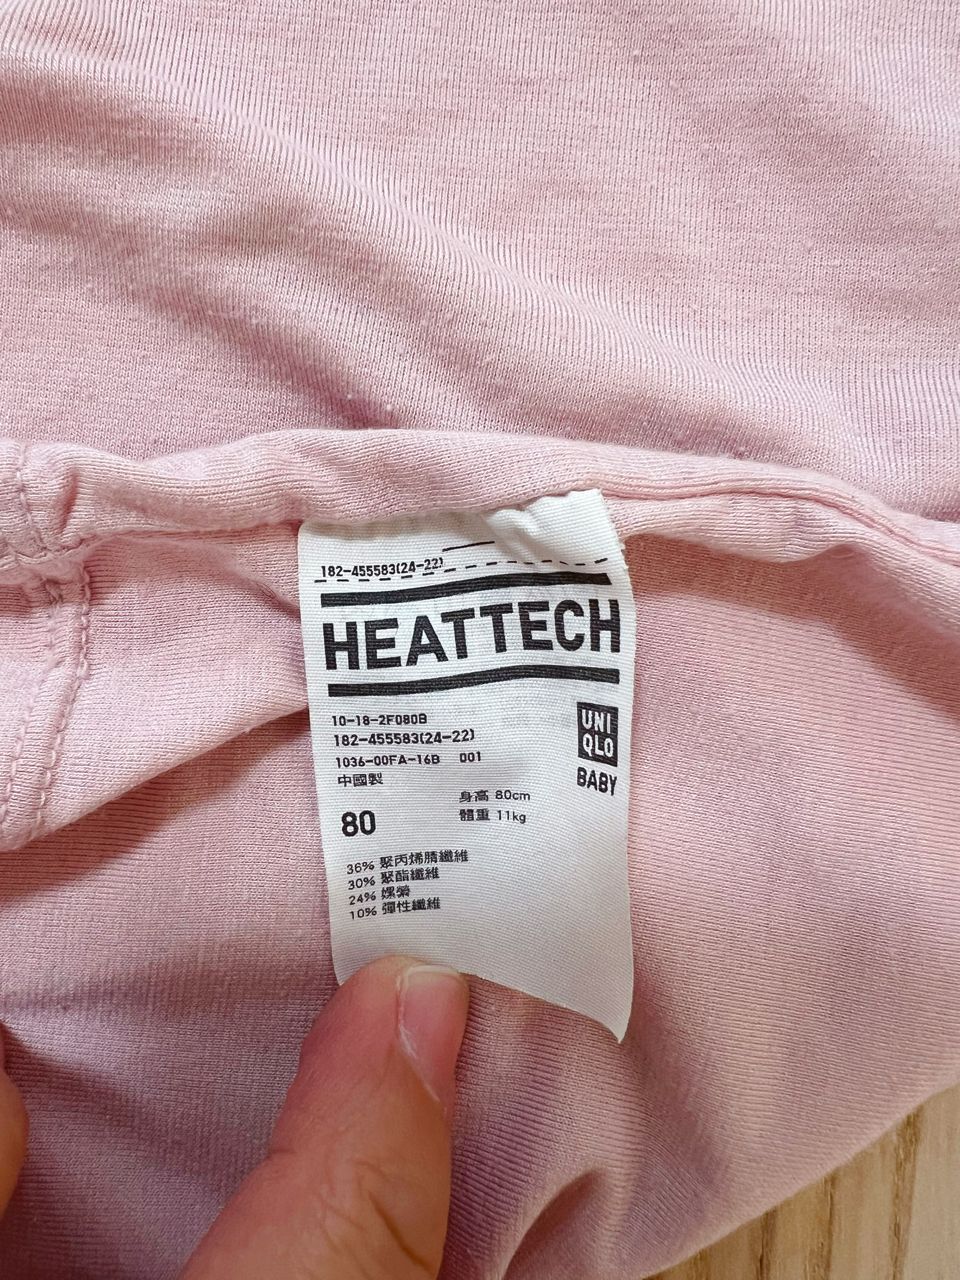 182-455583(24-22)
HEATTECH
10-18-2F080B
182-455583(24-22)
1036-00FA-16B 001
中國製
UNI
QLO
BABY
80
身高 80cm
體重 11kg
36% 聚丙烯腈纖維
30% 聚酯纖維
24% 嫘縈
10% 彈性纖維